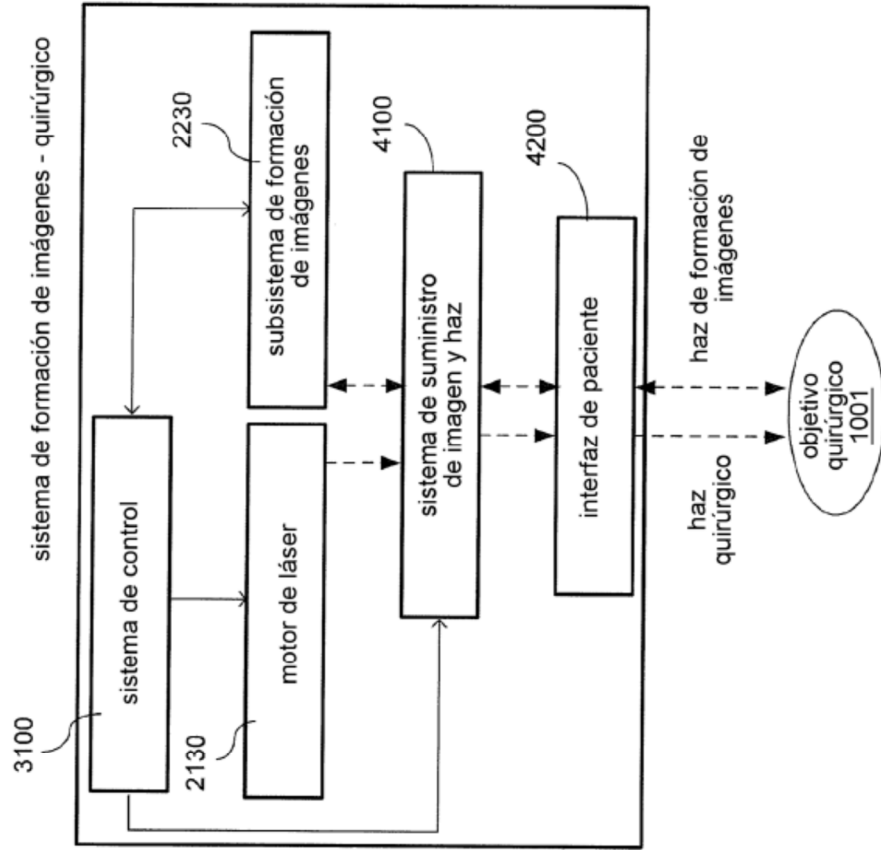 sistema de formación de imágenes - quirúrgico
3100
sistema de control
2130
motor de láser
2230
subsistema de formación
de imágenes
4100
sistema de suministro
de imagen y haz
4200
interfaz de paciente
haz
quirúrgico
haz de formación de
imágenes
objetivo
quirúrgico
1001